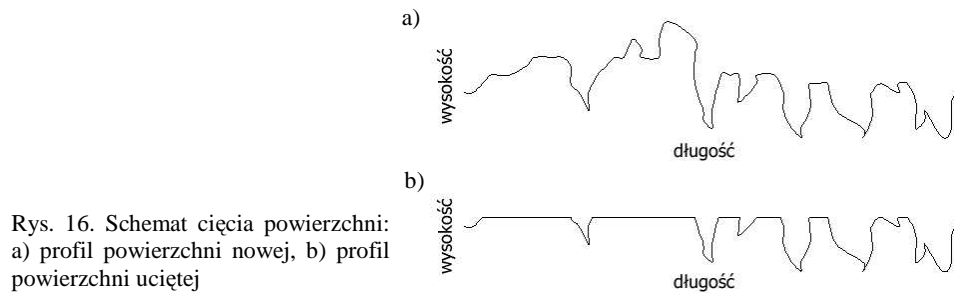 a)
wysokość
długość
b)
wysokość
długość
Rys. 16. Schemat cięcia powierzchni:
a) profil powierzchni nowej, b) profil
powierzchni uciętej